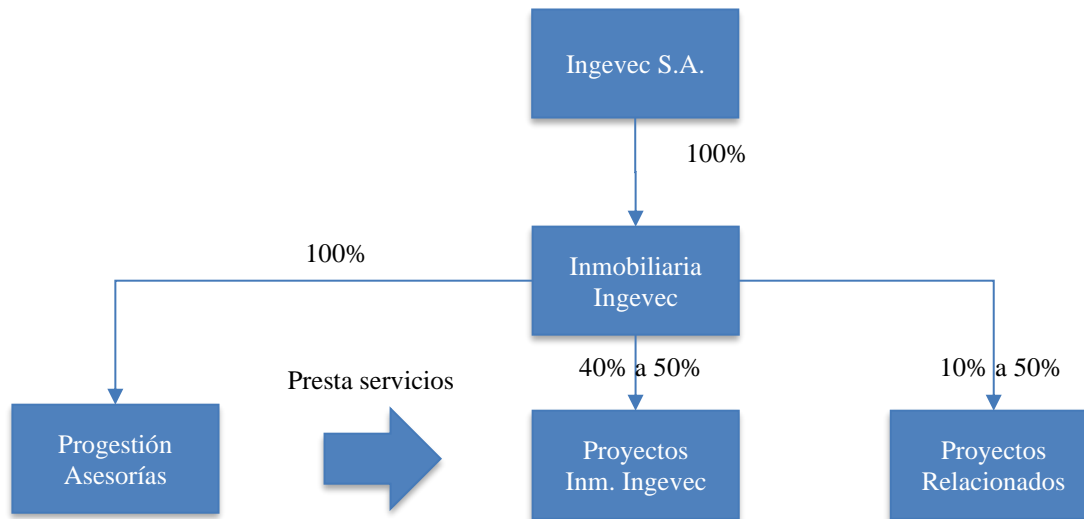 Ingevec S.A.
100%
100%
Inmobiliaria
Ingevec
Presta servicios
40% a 50%
10% a 50%
Progestión
Asesorías
Proyectos
Inm. Ingevec
Proyectos
Relacionados